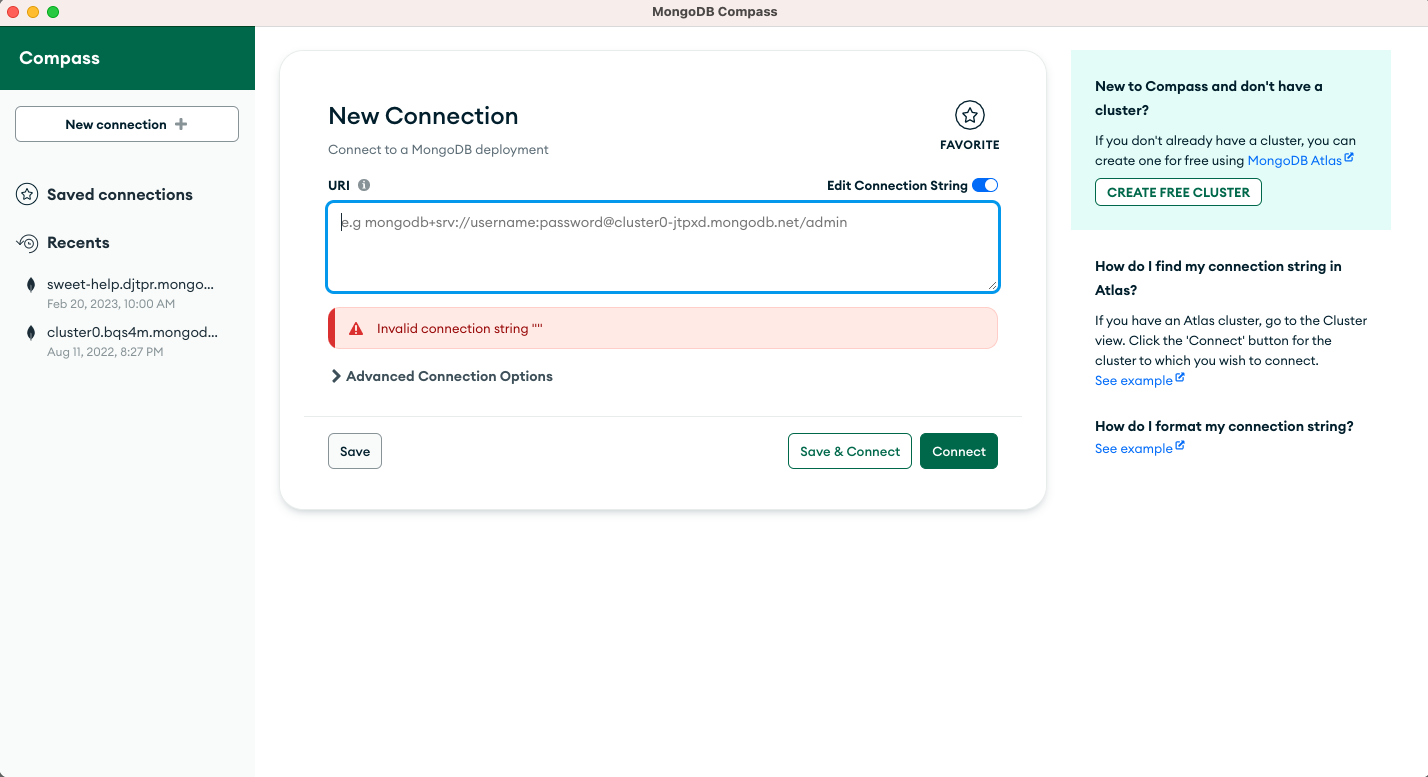 MongoDB Compass
Compass
New connection
Saved connections
Recents
sweet-help.djtpr.mongo...
Feb 20, 2023, 10:00 AM
cluster0.bqs4m.mongod...
Aug 11, 2022, 8:27 PM
New Connection
Connect to a MongoDB deployment
FAVORITE
URI
Edit Connection String
e.g mongodb+srv://username:password@cluster0-jtpxd.mongodb.net/admin
Invalid connection string ""
Advanced Connection Options
Save
Save & Connect
Connect
New to Compass and don't have a
cluster?
If you don't already have a cluster, you can
create one for free using MongoDB Atlas
CREATE FREE CLUSTER
How do I find my connection string in
Atlas?
If you have an Atlas cluster, go to the Cluster
view. Click the 'Connect' button for the
cluster to which you wish to connect.
See example
How do I format my connection string?
See example